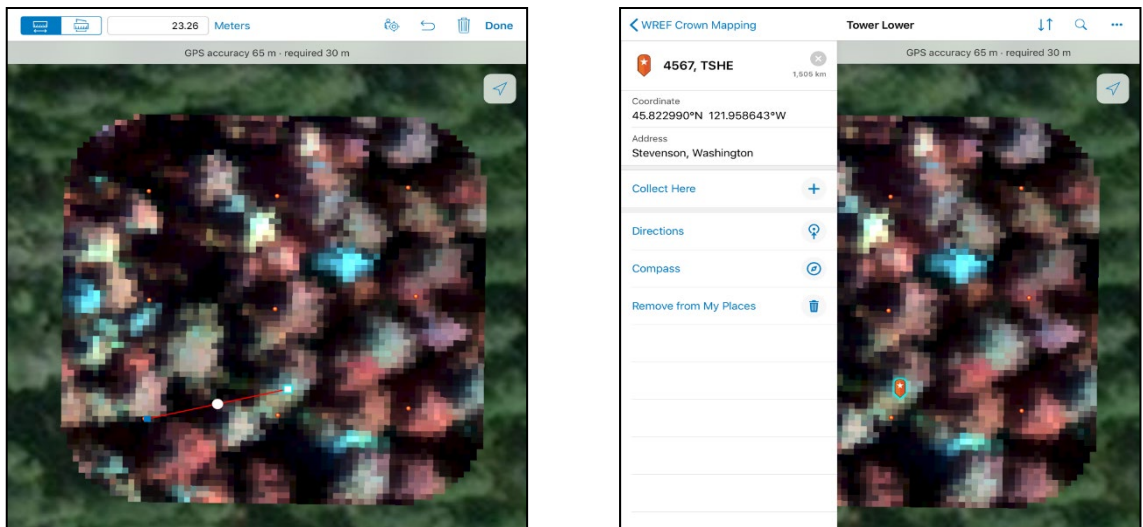 23.26 Meters Done
GPS accuracy 65 m · required 30 m
WREF Crown Mapping Tower Lower
GPS accuracy 65 m · required 30 m
4567, TSHE
1,505 km
Coordinate
45.822990°N 121.958643°W
Address
Stevenson, Washington
Collect Here
Directions
Compass
Remove from My Places